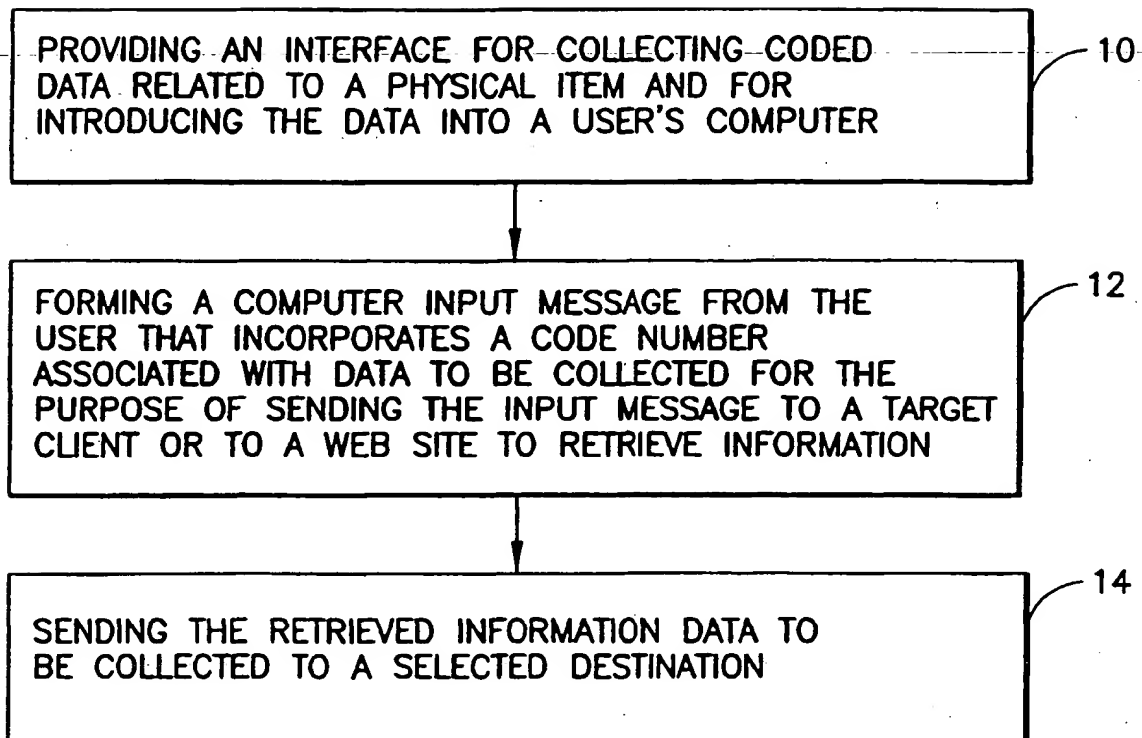 PROVIDING AN INTERFACE FOR COLLECTING CODED
DATA RELATED TO A PHYSICAL ITEM AND FOR
INTRODUCING THE DATA INTO A USER'S COMPUTER
10
FORMING A COMPUTER INPUT MESSAGE FROM THE
USER THAT INCORPORATES A CODE NUMBER
ASSOCIATED WITH DATA TO BE COLLECTED FOR THE
PURPOSE OF SENDING THE INPUT MESSAGE TO A TARGET
CLIENT OR TO A WEB SITE TO RETRIEVE INFORMATION
12
SENDING THE RETRIEVED INFORMATION DATA TO
BE COLLECTED TO A SELECTED DESTINATION
14